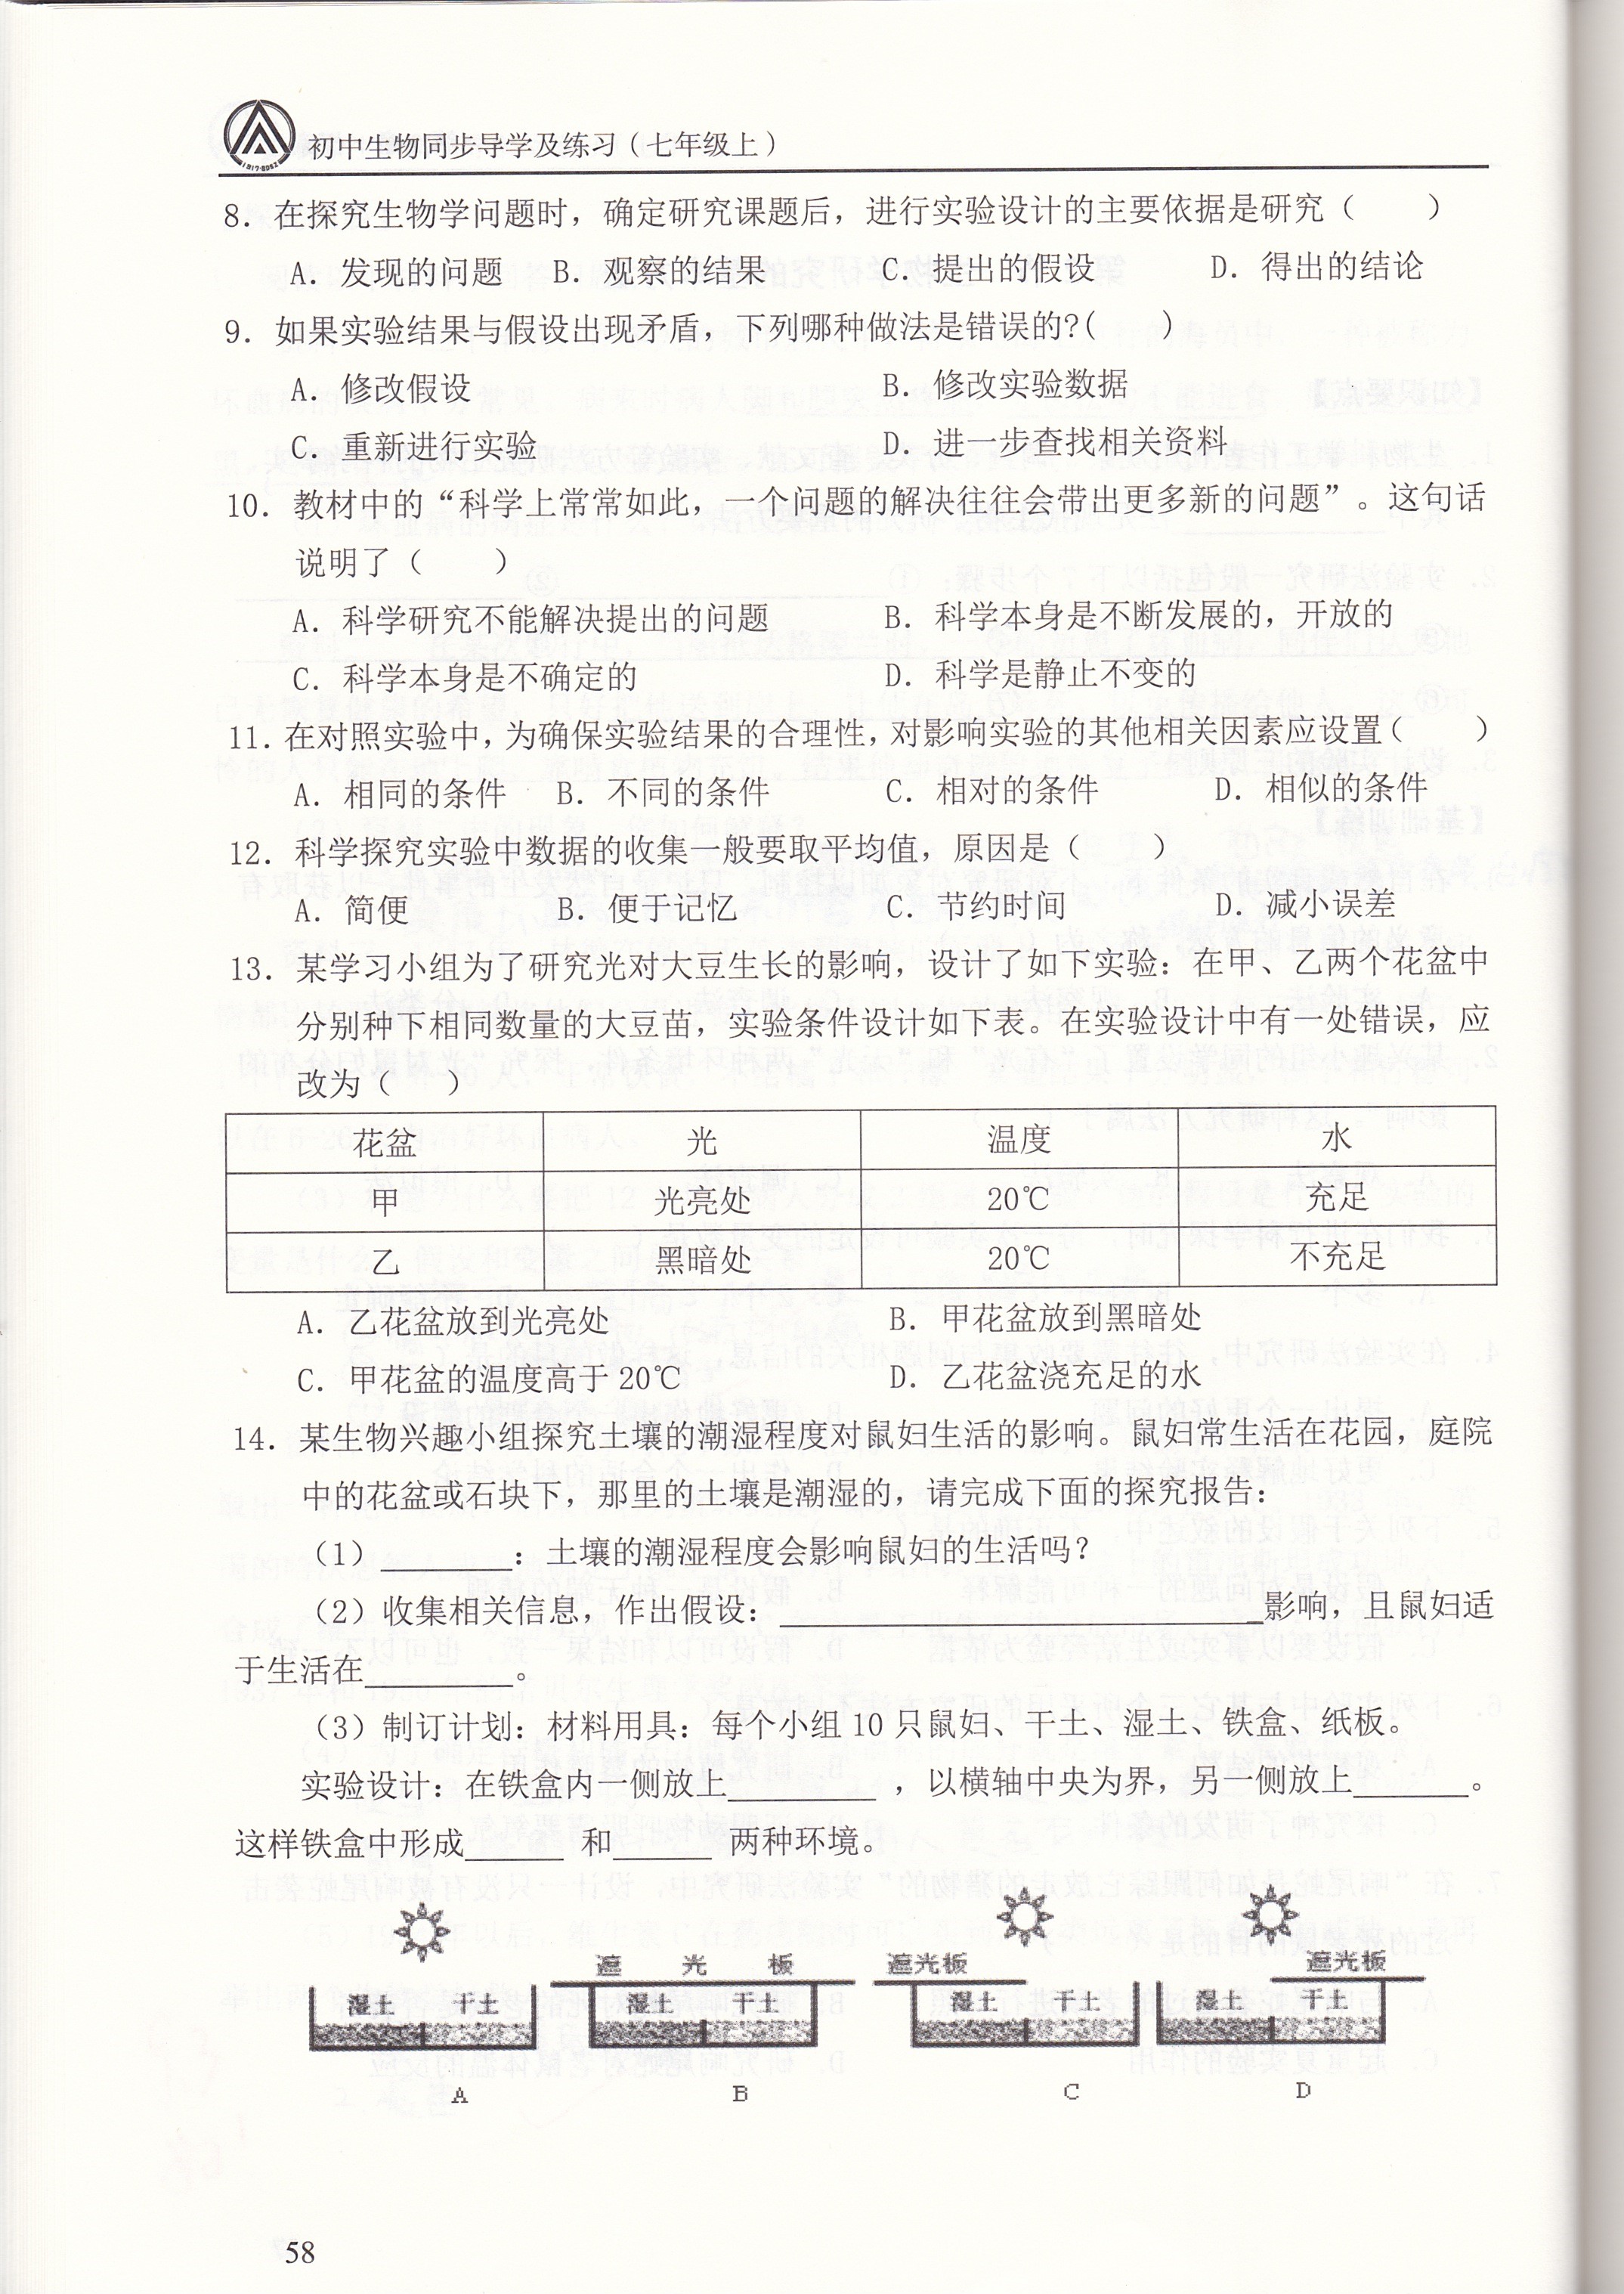 初中生物同步导学及练习(七年级上)
8. 在探究生物学问题时，确定研究课题后，进行实验设计的主要依据是研究（　　）
A. 发现的问题 B. 观察的结果 C. 提出的假设 D. 得出的结论
9. 如果实验结果与假设出现矛盾，下列哪种做法是错误的?(　　)
A. 修改假设 B. 修改实验数据
C. 重新进行实验 D. 进一步查找相关资料
10. 教材中的“科学上常常如此，一个问题的解决往往会带出更多新的问题”。这句话
说明了（　　）
A. 科学研究不能解决提出的问题 B. 科学本身是不断发展的，开放的
C. 科学本身是不确定的 D. 科学是静止不变的
11. 在对照实验中，为确保实验结果的合理性，对影响实验的其他相关因素应设置（　　）
A. 相同的条件 B. 不同的条件 C. 相对的条件 D. 相似的条件
12. 科学探究实验中数据的收集一般要取平均值，原因是（　　）
A. 简便 B. 便于记忆 C. 节约时间 D. 减小误差
13. 某学习小组为了研究光对大豆生长的影响，设计了如下实验：在甲、乙两个花盆中
分别种下相同数量的大豆苗，实验条件设计如下表。在实验设计中有一处错误，应
改为（　　）
花盆 光 温度 水
甲 光亮处 20℃ 充足
乙 黑暗处 20℃ 不充足
A. 乙花盆放到光亮处 B. 甲花盆放到黑暗处
C. 甲花盆的温度高于20℃ D. 乙花盆浇充足的水
14. 某生物兴趣小组探究土壤的潮湿程度对鼠妇生活的影响。鼠妇常生活在花园，庭院
中的花盆或石块下，那里的土壤是潮湿的，请完成下面的探究报告：
（1）________：土壤的潮湿程度会影响鼠妇的生活吗？
（2）收集相关信息，作出假设：______________________________影响，且鼠妇适
于生活在_________。
（3）制订计划：材料用具：每个小组10只鼠妇、干土、湿土、铁盒、纸板。
实验设计：在铁盒内一侧放上_________，以横轴中央为界，另一侧放上_______。
这样铁盒中形成______ 和______ 两种环境。
遮 光 板 遮光板 遮光板
湿土 干土 湿土 干土 湿土 干土 湿土 干土
A B C D
58